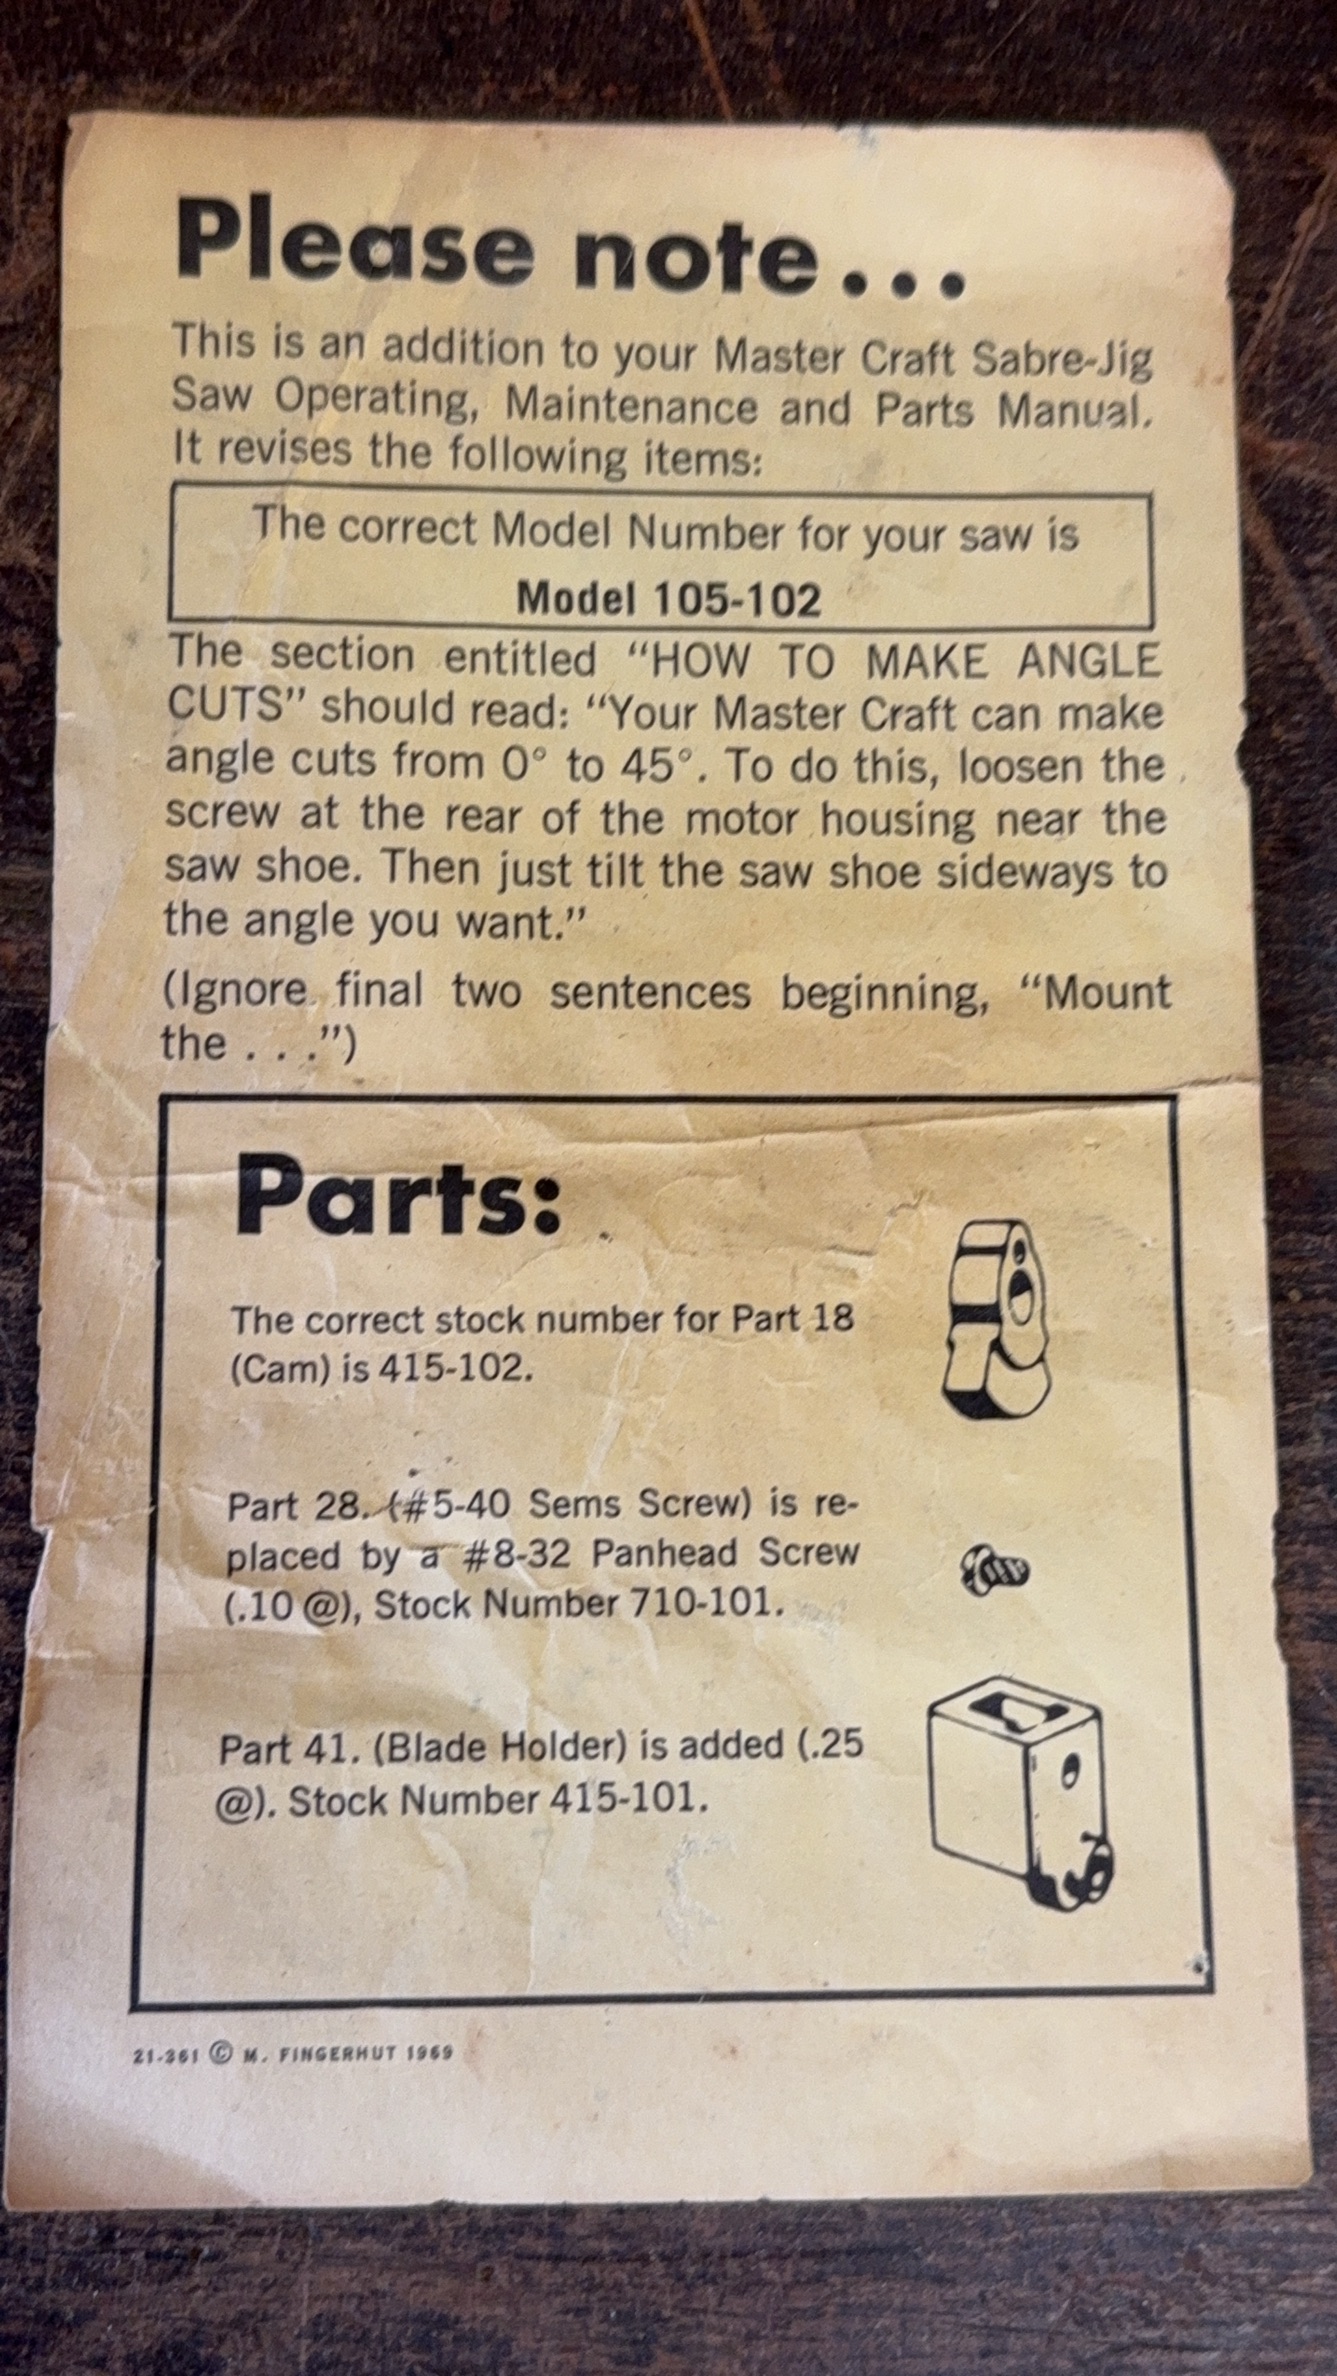 Please note...
This is an addition to your Master Craft Sabre-Jig
Saw Operating, Maintenance and Parts Manual.
It revises the following items:
The correct Model Number for your saw is
Model 105-102
The section entitled “HOW TO MAKE ANGLE
CUTS” should read: “Your Master Craft can make
angle cuts from 0° to 45°. To do this, loosen the
screw at the rear of the motor housing near the
saw shoe. Then just tilt the saw shoe sideways to
the angle you want.”
(Ignore final two sentences beginning, “Mount
the . . .”)
Parts:
The correct stock number for Part 18
(Cam) is 415-102.
Part 28. (#5-40 Sems Screw) is re-
placed by a #8-32 Panhead Screw
(.10 @), Stock Number 710-101.
Part 41. (Blade Holder) is added (.25
@). Stock Number 415-101.
21-361 © M. FINGERHUT 1969